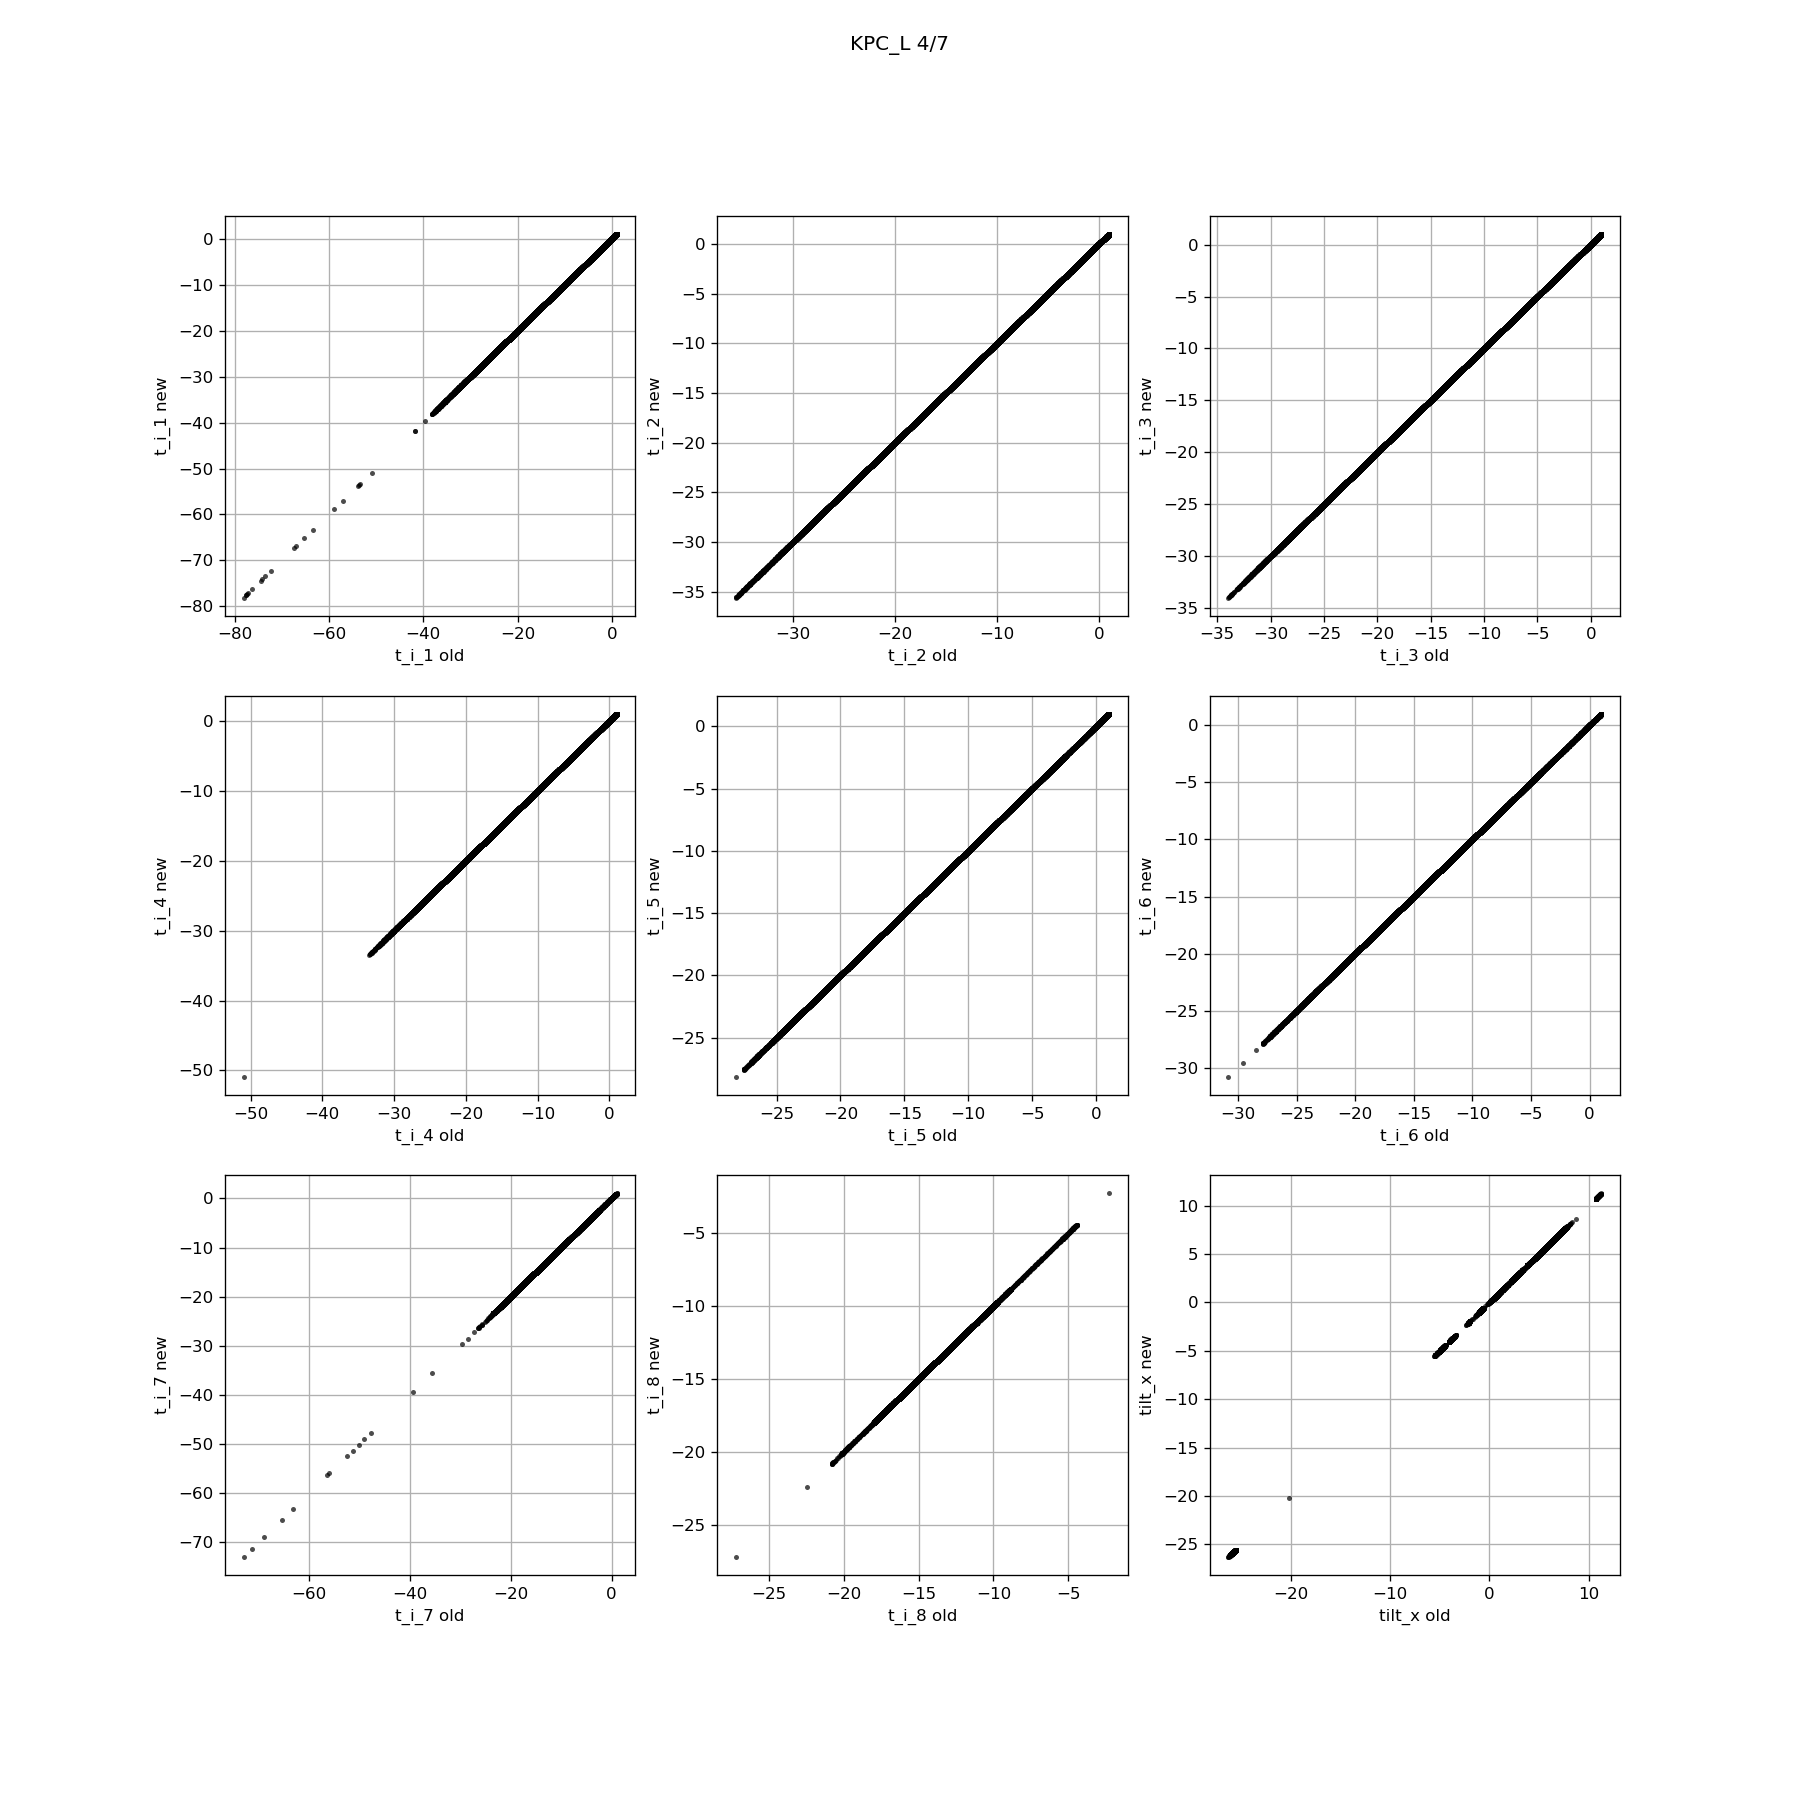 KPC_L 4/7
0
−10
−20
−30
−40
−50
−60
−70
−80
t_i_1 new
−80 −60 −40 −20 0
t_i_1 old
0
−5
−10
−15
−20
−25
−30
−35
t_i_2 new
−30 −20 −10 0
t_i_2 old
0
−5
−10
−15
−20
−25
−30
−35
t_i_3 new
−35 −30 −25 −20 −15 −10 −5 0
t_i_3 old
0
−10
−20
−30
−40
−50
t_i_4 new
−50 −40 −30 −20 −10 0
t_i_4 old
0
−5
−10
−15
−20
−25
t_i_5 new
−25 −20 −15 −10 −5 0
t_i_5 old
0
−5
−10
−15
−20
−25
−30
t_i_6 new
−30 −25 −20 −15 −10 −5 0
t_i_6 old
0
−10
−20
−30
−40
−50
−60
−70
t_i_7 new
−60 −40 −20 0
t_i_7 old
−5
−10
−15
−20
−25
t_i_8 new
−25 −20 −15 −10 −5
t_i_8 old
10
5
0
−5
−10
−15
−20
−25
tilt_x new
−20 −10 0 10
tilt_x old